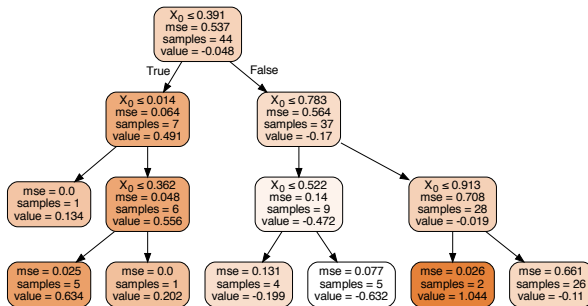 X₀ ≤ 0.391
mse = 0.537
samples = 44
value = -0.048
True
False
X₀ ≤ 0.014
mse = 0.064
samples = 7
value = 0.491
X₀ ≤ 0.783
mse = 0.564
samples = 37
value = -0.17
mse = 0.0
samples = 1
value = 0.134
X₀ ≤ 0.362
mse = 0.048
samples = 6
value = 0.556
X₀ ≤ 0.522
mse = 0.14
samples = 9
value = -0.472
X₀ ≤ 0.913
mse = 0.708
samples = 28
value = -0.019
mse = 0.025
samples = 5
value = 0.634
mse = 0.0
samples = 1
value = 0.202
mse = 0.131
samples = 4
value = -0.199
mse = 0.077
samples = 5
value = -0.632
mse = 0.026
samples = 2
value = 1.044
mse = 0.661
samples =
value =